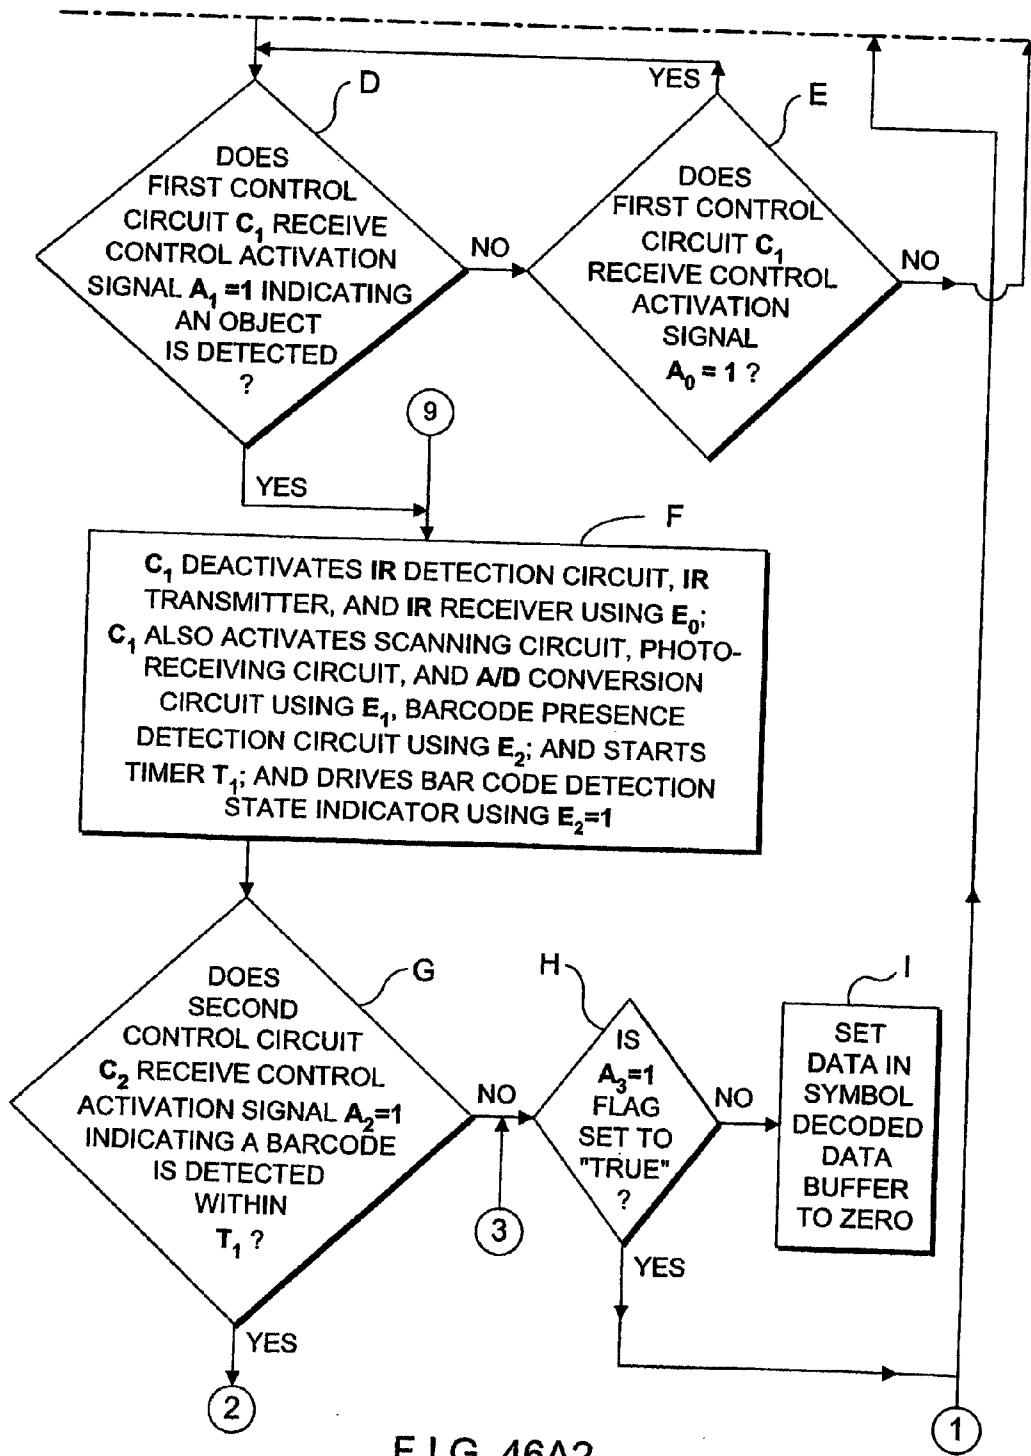 YES
D
E
DOES
FIRST CONTROL
CIRCUIT C1 RECEIVE
CONTROL ACTIVATION
SIGNAL A1 =1 INDICATING
AN OBJECT
IS DETECTED
?
NO
DOES
FIRST CONTROL
CIRCUIT C1
RECEIVE CONTROL
ACTIVATION
SIGNAL
A0 = 1 ?
NO
9
YES
F
C1 DEACTIVATES IR DETECTION CIRCUIT, IR
TRANSMITTER, AND IR RECEIVER USING E0;
C1 ALSO ACTIVATES SCANNING CIRCUIT, PHOTO-
RECEIVING CIRCUIT, AND A/D CONVERSION
CIRCUIT USING E1, BARCODE PRESENCE
DETECTION CIRCUIT USING E2; AND STARTS
TIMER T1; AND DRIVES BAR CODE DETECTION
STATE INDICATOR USING E2=1
G
DOES
SECOND
CONTROL CIRCUIT
C2 RECEIVE CONTROL
ACTIVATION SIGNAL A2=1
INDICATING A BARCODE
IS DETECTED
WITHIN
T1 ?
NO
3
H
IS
A3=1
FLAG
SET TO
"TRUE"
?
NO
I
SET
DATA IN
SYMBOL
DECODED
DATA
BUFFER
TO ZERO
YES
YES
2
1
FIG. 46A2